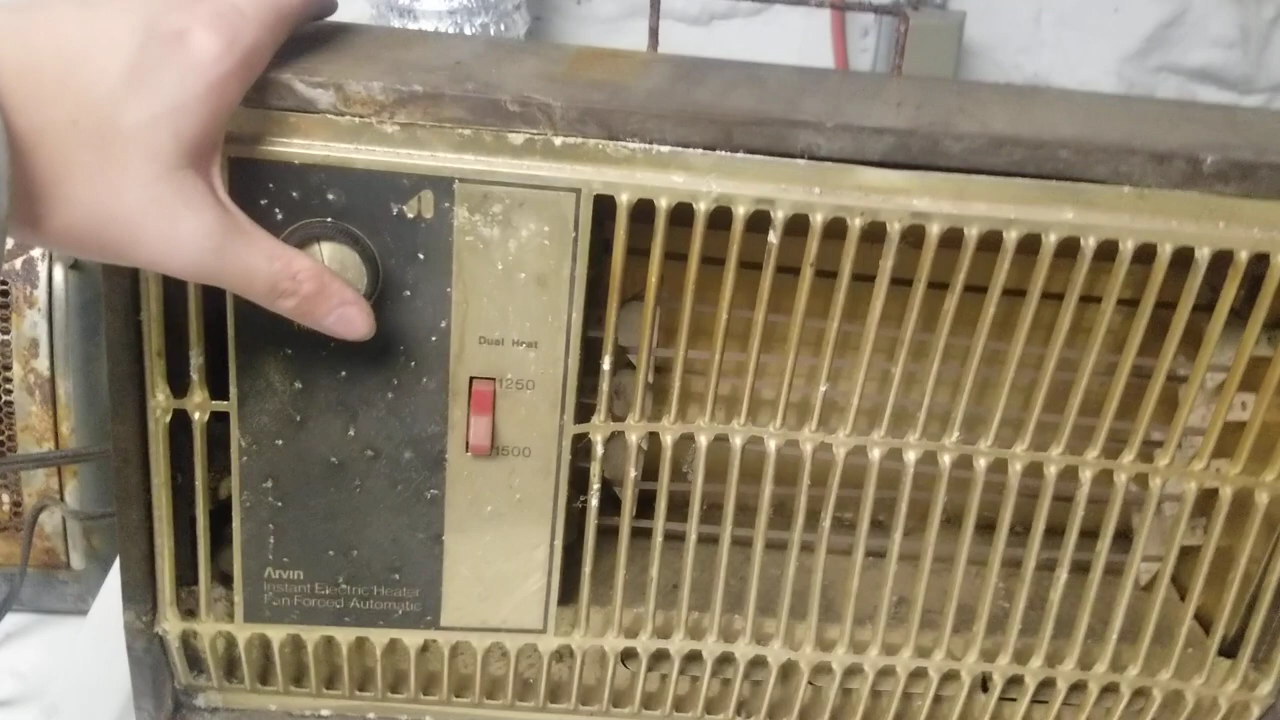 Dual Heat
1250
1500
Arvin
Instant Electric Heater
Fan Forced Automatic